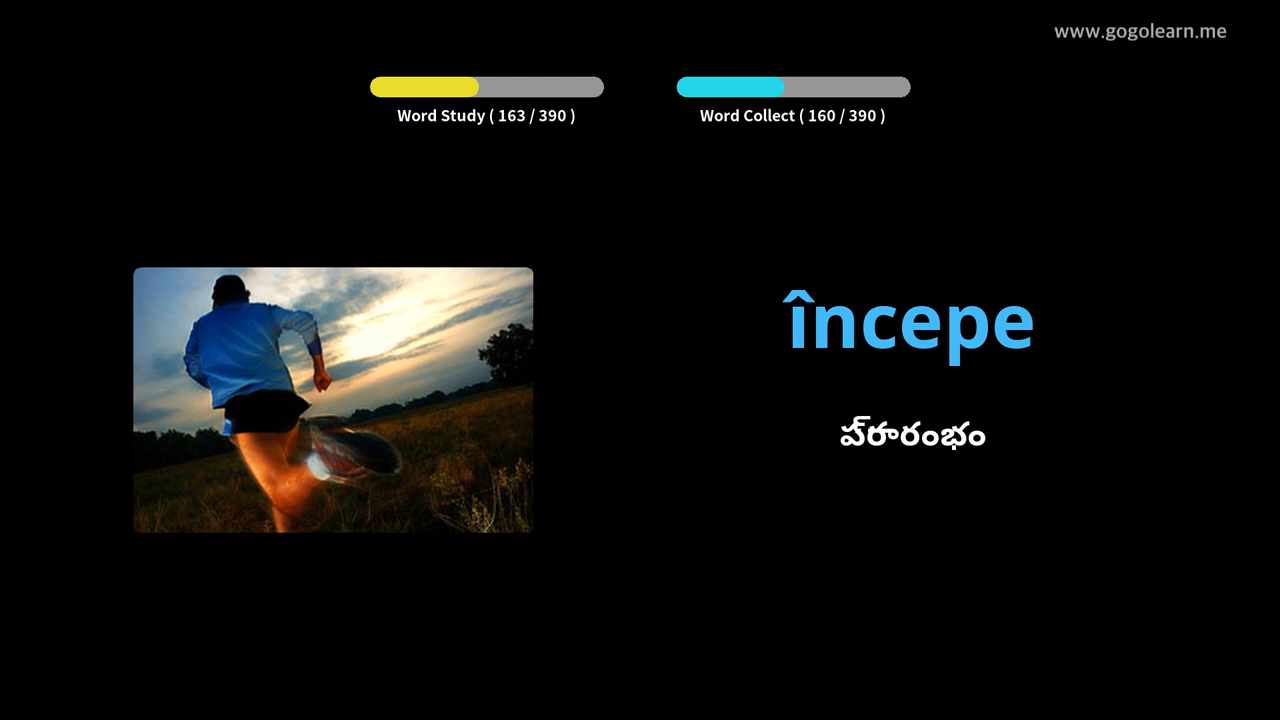 www.gogolearn.me
Word Study ( 163 / 390 )
Word Collect ( 160 / 390 )
începe
ప్రారంభం